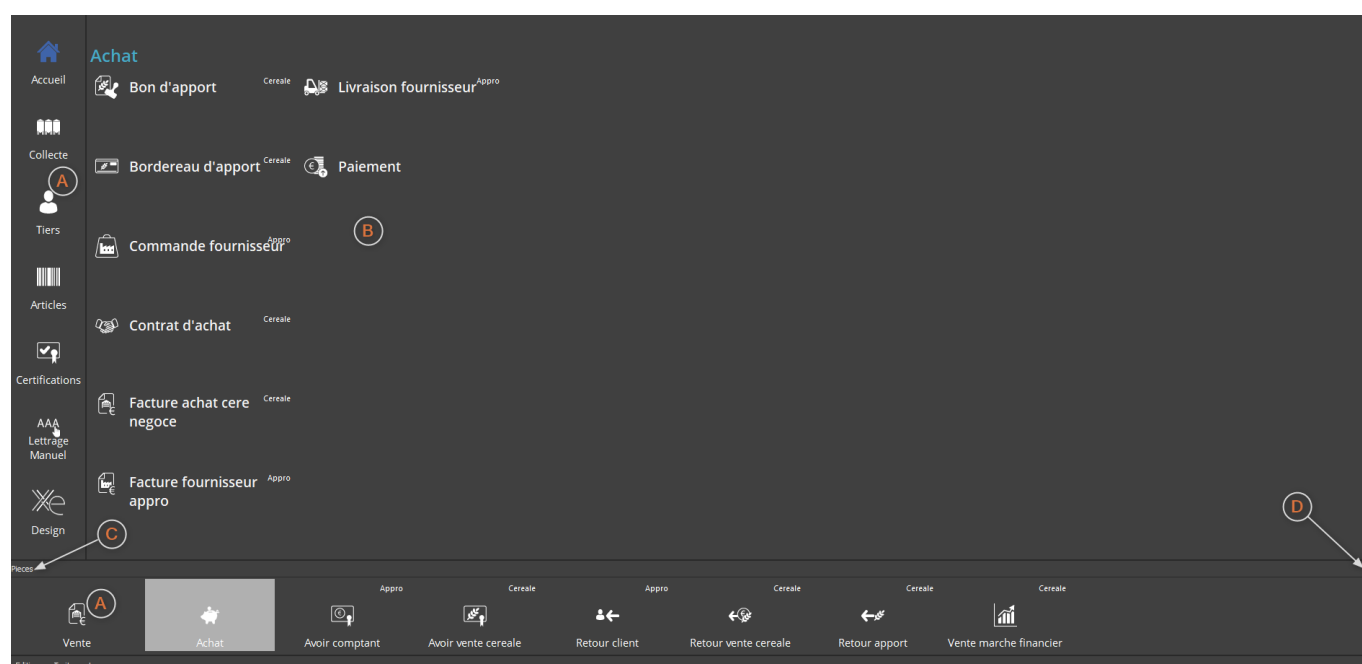 Accueil
Collecte
A
Tiers
Articles
Certifications
AAA
Lettrage
Manuel
Xe
Design
Achat
Bon d'apport Cereale
Livraison fournisseur Appro
Bordereau d'apport Cereale
Paiement
B
Commande fournisseur Appro
Contrat d'achat Cereale
Facture achat cere Cereale
negoce
Facture fournisseur Appro
appro
C
D
Pieces
A
Vente
Achat
Appro
Avoir comptant
Cereale
Avoir vente cereale
Appro
Retour client
Cereale
Retour vente cereale
Cereale
Retour apport
Cereale
Vente marche financier